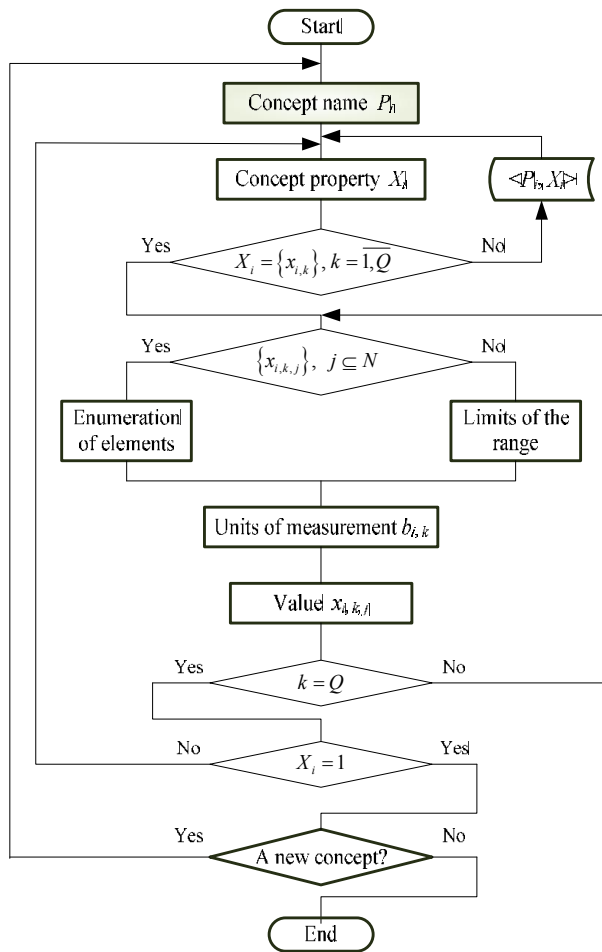 Start
Concept name P_h
Concept property X_i
<P_h, X_i>
Yes
No
X_i = {x_{i,k}}, k = \overline{1,Q}
Yes
No
{x_{i,k,j}}, j ⊆ N
Enumeration
of elements
Limits of the
range
Units of measurement b_{i,k}
Value x_{i,k,j}
Yes
No
k = Q
No
Yes
X_i = 1
Yes
No
A new concept?
End